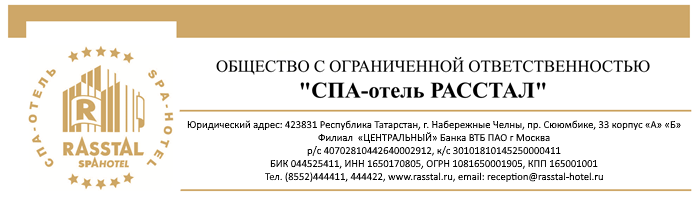 СПА-ОТЕЛЬ
SPA-HOTEL
R
RASSTAL
SPAHOTEL
ОБЩЕСТВО С ОГРАНИЧЕННОЙ ОТВЕТСТВЕННОСТЬЮ
"СПА-отель РАССТАЛ"
Юридический адрес: 423831 Республика Татарстан, г. Набережные Челны, пр. Сююмбике, 33 корпус «А» «Б»
Филиал «ЦЕНТРАЛЬНЫЙ» Банка ВТБ ПАО г Москва
р/с 40702810442640002912, к/с 30101810145250000411
БИК 044525411, ИНН 1650170805, ОГРН 1081650001905, КПП 165001001
Тел. (8552)444411, 444422, www.rasstal.ru, email: reception@rasstal-hotel.ru